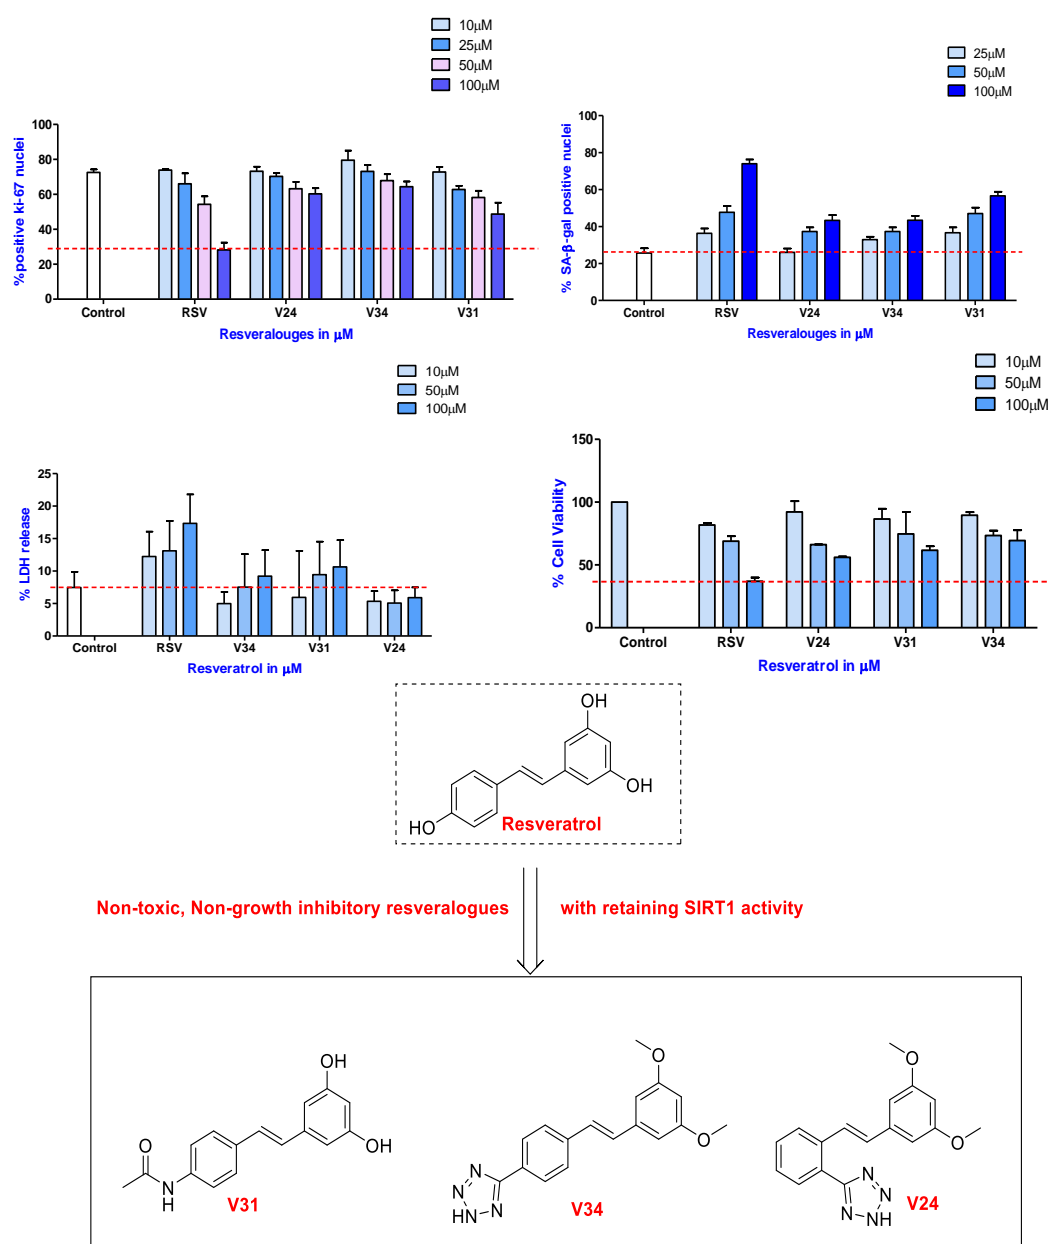 10μM
25μM
50μM
100μM
%positive ki-67 nuclei
100
80
60
40
20
0
Control
RSV
V24
V34
V31
Resveralouges in μM
25μM
50μM
100μM
% SA-β-gal positive nuclei
100
80
60
40
20
0
Control
RSV
V24
V34
V31
Resveralouges in μM
10μM
50μM
100μM
% LDH release
25
20
15
10
5
0
Control
RSV
V34
V31
V24
Resveratrol in μM
10μM
50μM
100μM
% Cell Viability
150
100
50
0
Control
RSV
V24
V31
V34
Resveratrol in μM
OH
OH
HO
Resveratrol
Non-toxic, Non-growth inhibitory resveralogues
with retaining SIRT1 activity
OH
OH
O
N
H
V31
O
O
N
N
N
HN
V34
O
O
N
N
N
NH
V24